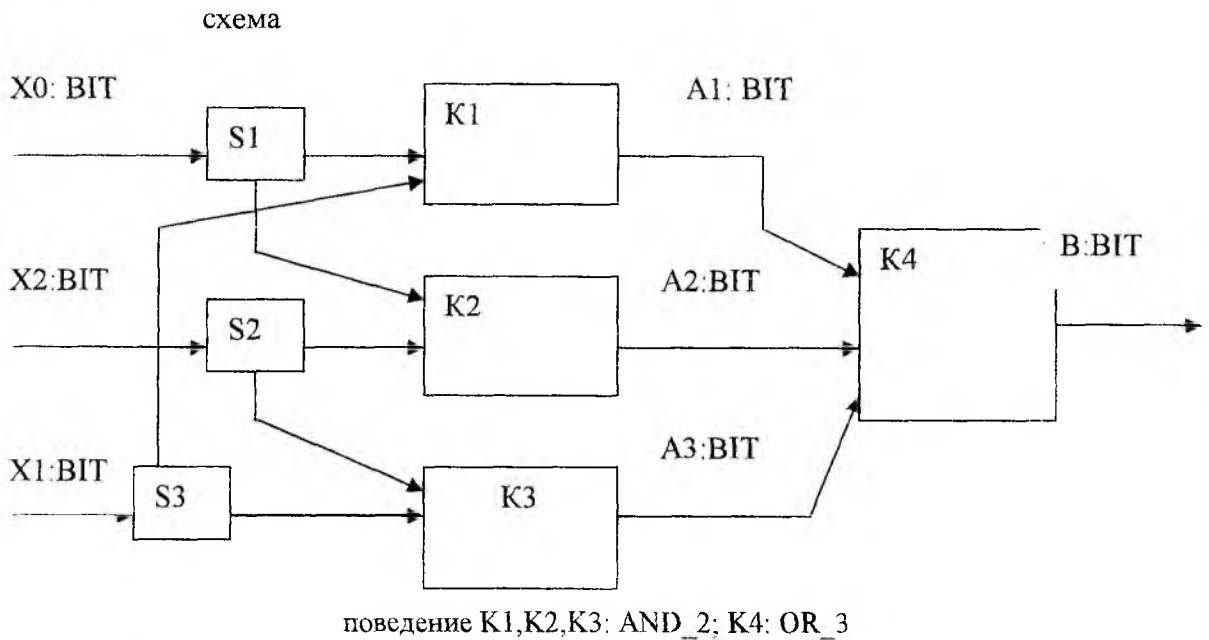 схема
X0: BIT
K1
A1: BIT
S1
K4
B:BIT
X2:BIT
K2
A2:BIT
S2
X1:BIT
S3
K3
A3:BIT
поведение K1,K2,K3: AND_2; K4: OR_3